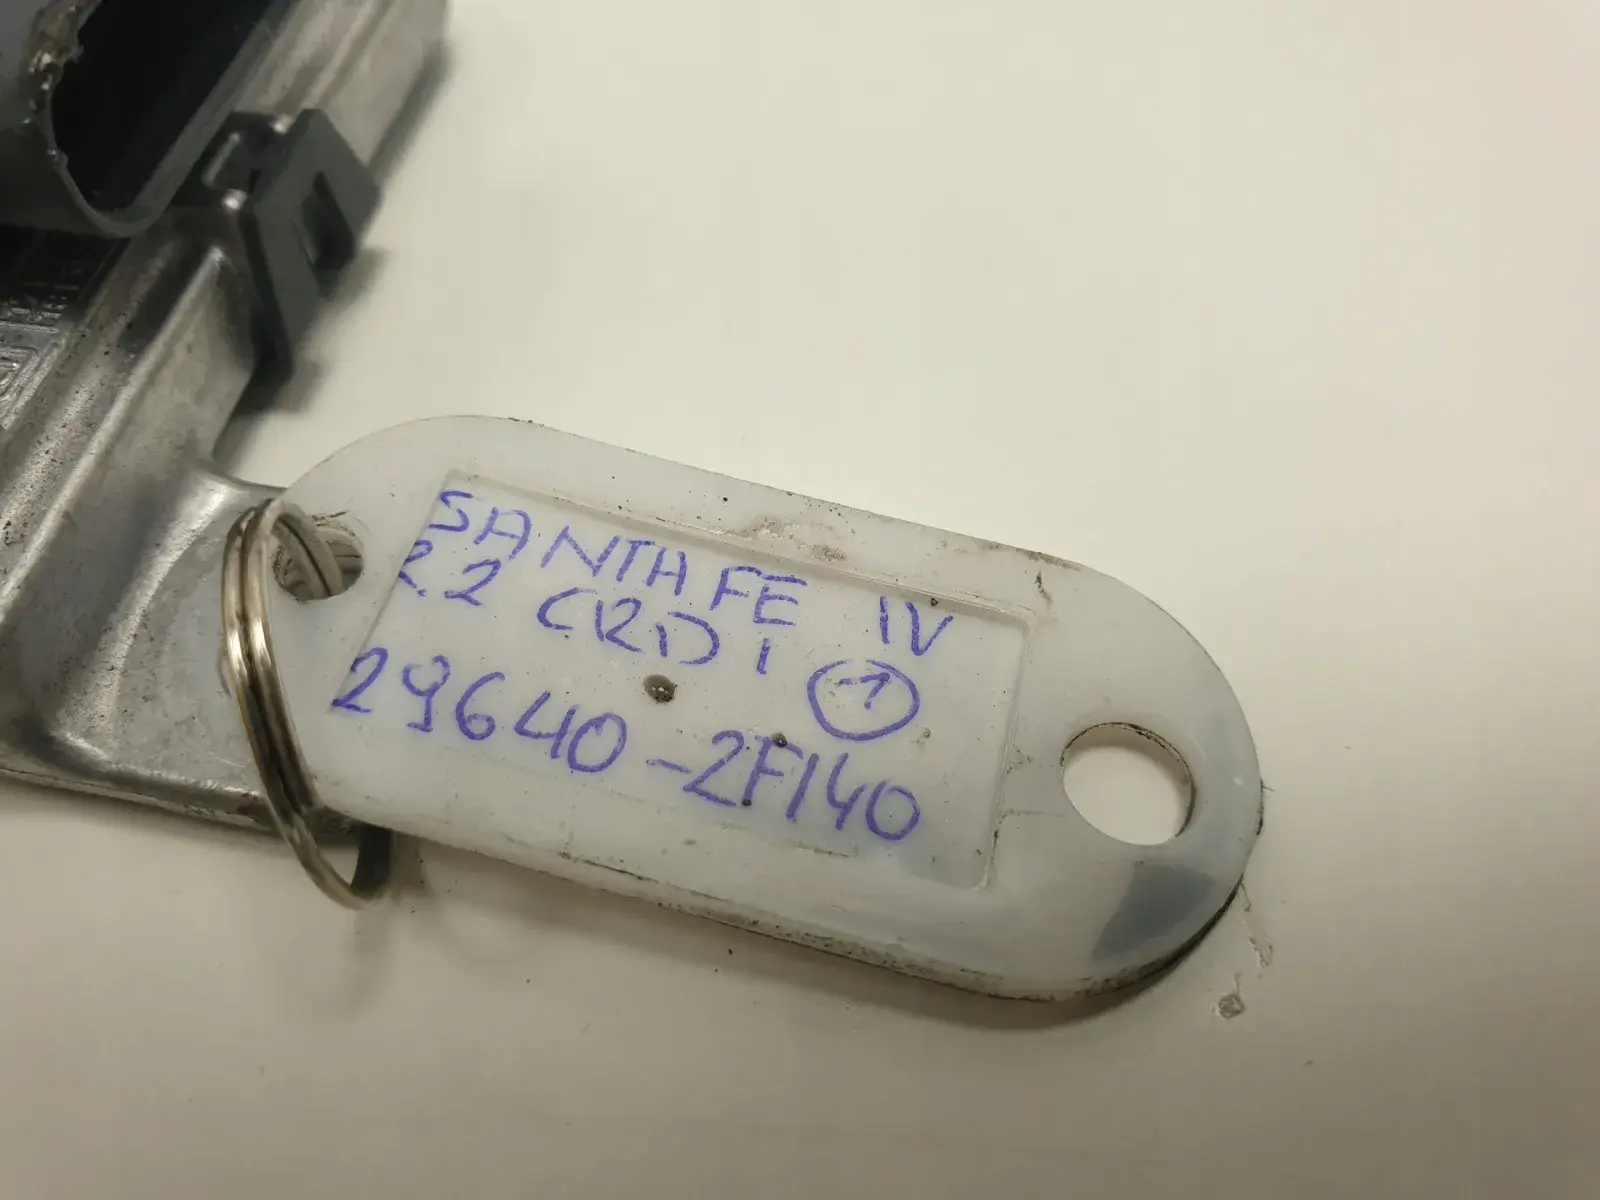 SANTA FE IV
2.2 CRDI ①
29640-2F140